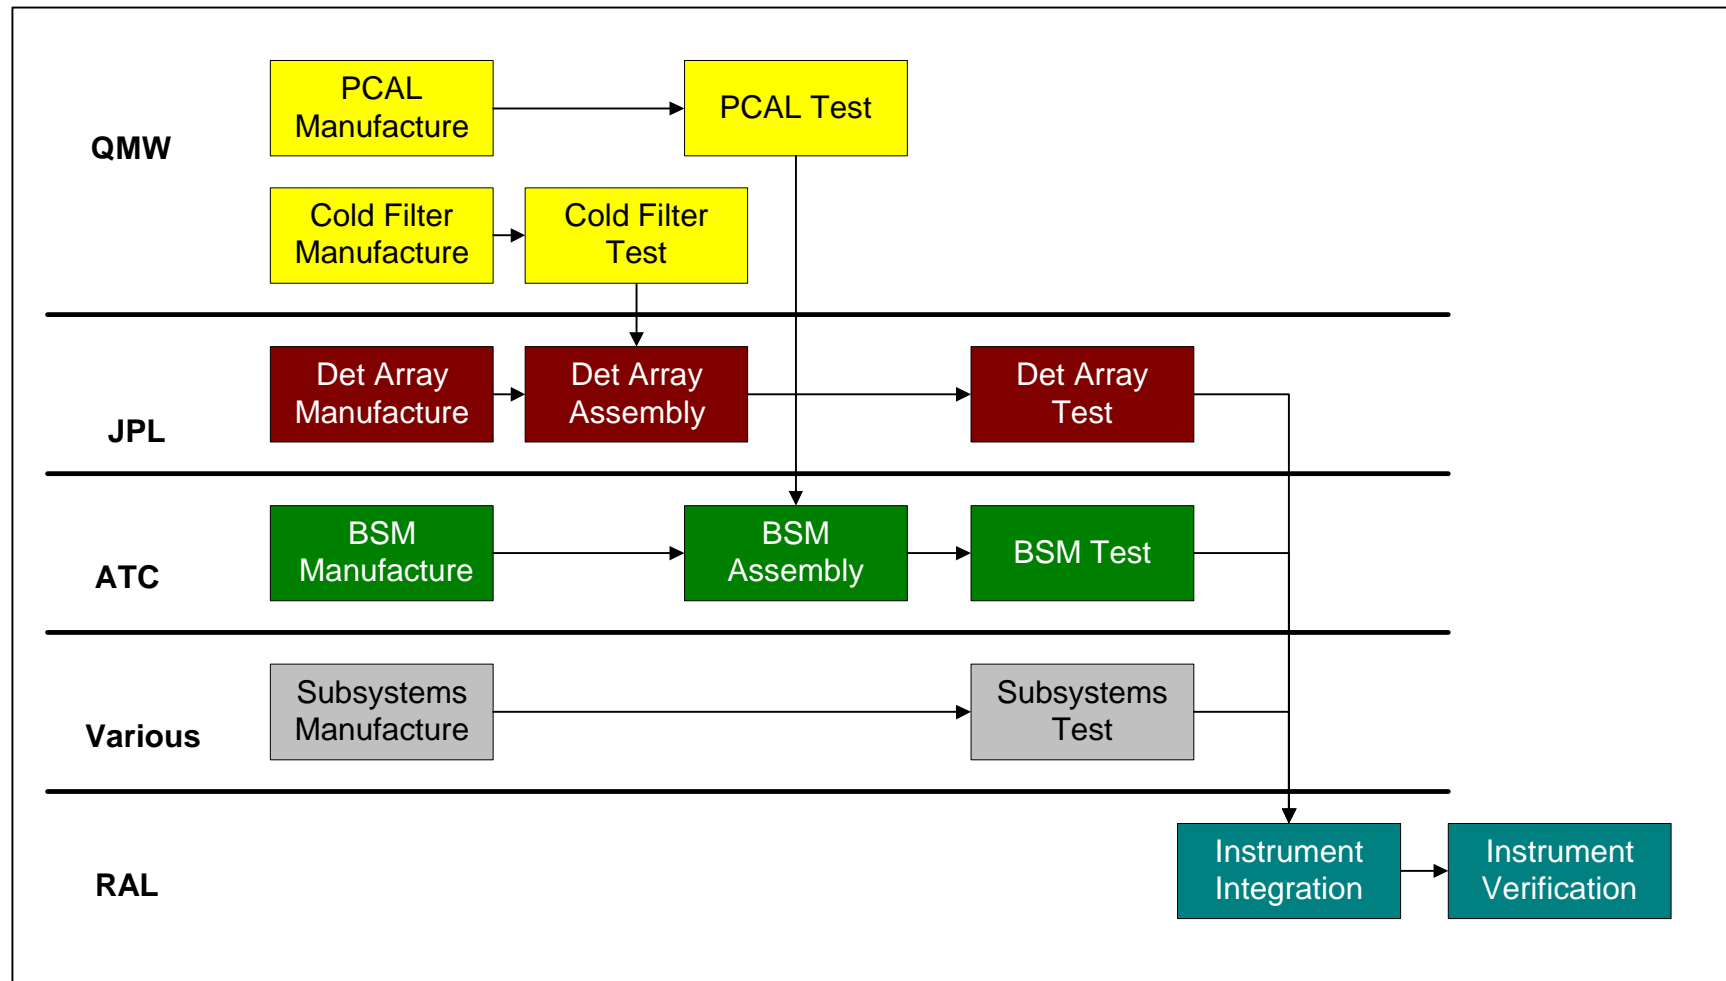 QMW
PCAL
Manufacture
PCAL Test
Cold Filter
Manufacture
Cold Filter
Test
JPL
Det Array
Manufacture
Det Array
Assembly
Det Array
Test
ATC
BSM
Manufacture
BSM
Assembly
BSM Test
Various
Subsystems
Manufacture
Subsystems
Test
RAL
Instrument
Integration
Instrument
Verification